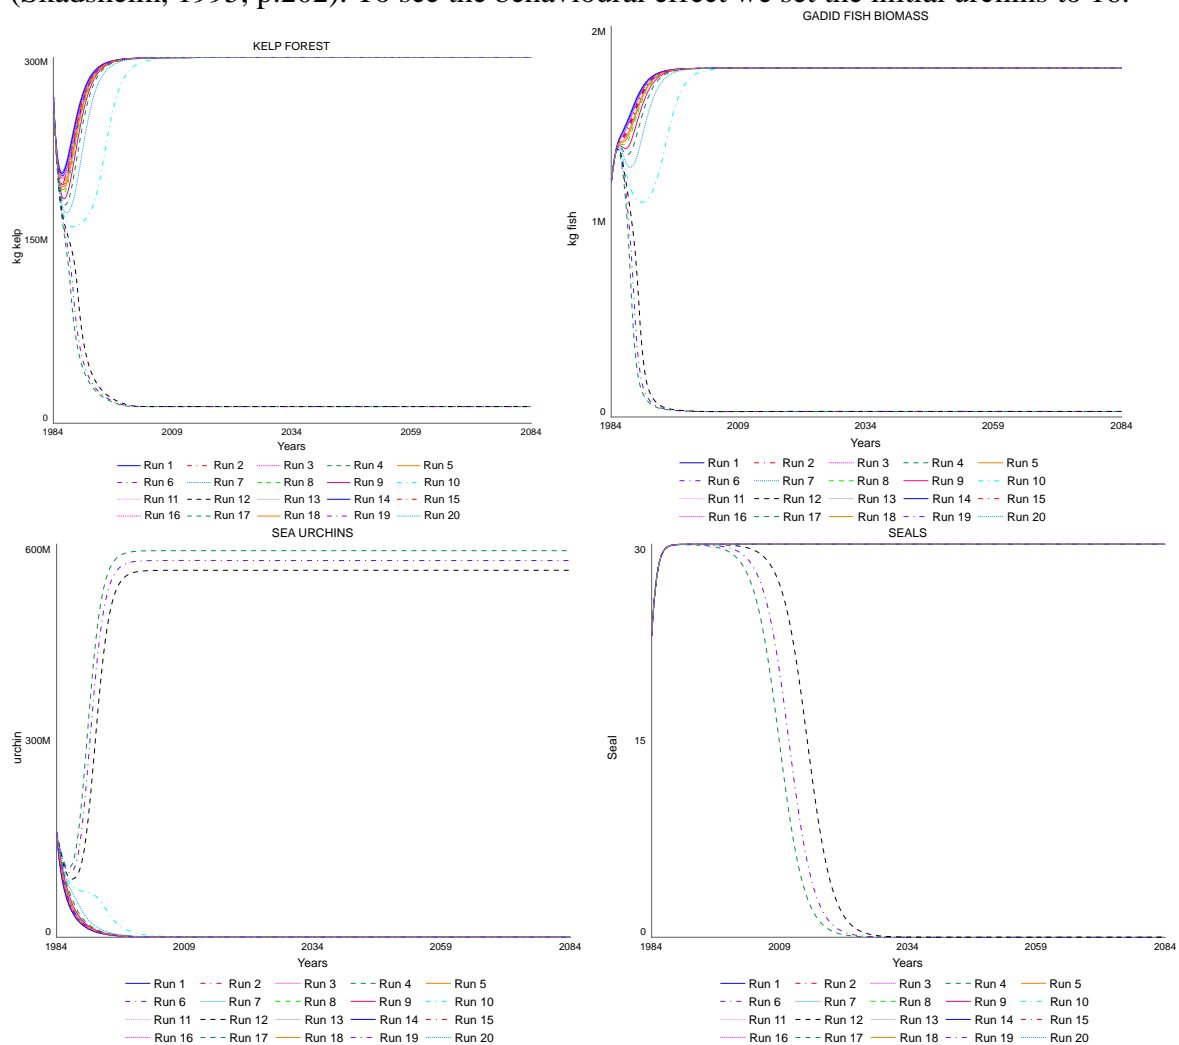 (Skadsheim, 1995, p.202). To see the behavioural effect we set the initial urchins to 16.
KELP FOREST
300M
150M
0
kg kelp
1984 2009 2034 2059 2084
Years
Run 1 Run 2 Run 3 Run 4 Run 5
Run 6 Run 7 Run 8 Run 9 Run 10
Run 11 Run 12 Run 13 Run 14 Run 15
Run 16 Run 17 Run 18 Run 19 Run 20
GADID FISH BIOMASS
2M
1M
0
kg fish
1984 2009 2034 2059 2084
Years
Run 1 Run 2 Run 3 Run 4 Run 5
Run 6 Run 7 Run 8 Run 9 Run 10
Run 11 Run 12 Run 13 Run 14 Run 15
Run 16 Run 17 Run 18 Run 19 Run 20
SEA URCHINS
600M
300M
0
urchin
1984 2009 2034 2059 2084
Years
Run 1 Run 2 Run 3 Run 4 Run 5
Run 6 Run 7 Run 8 Run 9 Run 10
Run 11 Run 12 Run 13 Run 14 Run 15
Run 16 Run 17 Run 18 Run 19 Run 20
SEALS
30
15
0
Seal
1984 2009 2034 2059 2084
Years
Run 1 Run 2 Run 3 Run 4 Run 5
Run 6 Run 7 Run 8 Run 9 Run 10
Run 11 Run 12 Run 13 Run 14 Run 15
Run 16 Run 17 Run 18 Run 19 Run 20